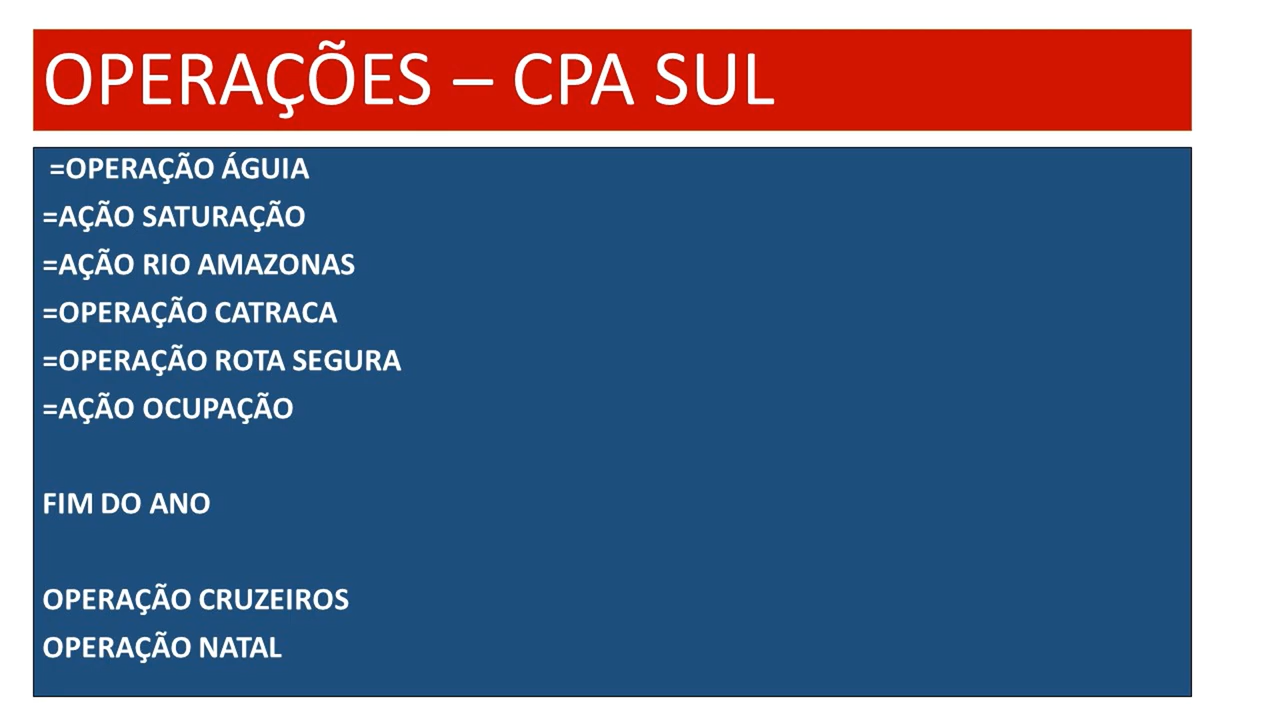 OPERAÇÕES – CPA SUL
=OPERAÇÃO ÁGUIA
=AÇÃO SATURAÇÃO
=AÇÃO RIO AMAZONAS
=OPERAÇÃO CATRACA
=OPERAÇÃO ROTA SEGURA
=AÇÃO OCUPAÇÃO
FIM DO ANO
OPERAÇÃO CRUZEIROS
OPERAÇÃO NATAL